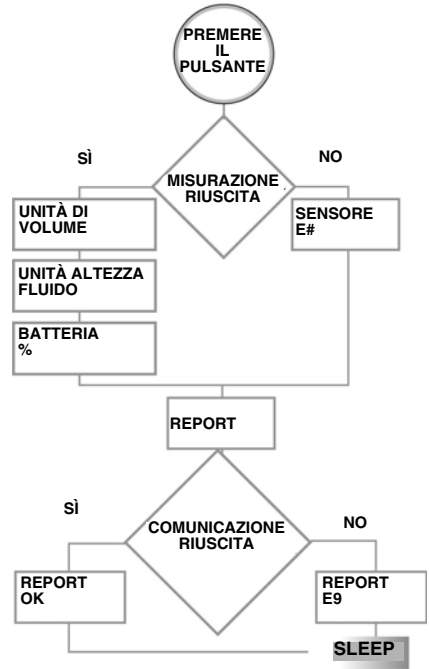 PREMERE
IL
PULSANTE
SÌ
NO
MISURAZIONE
RIUSCITA
UNITÀ DI
VOLUME
SENSORE
E#
UNITÀ ALTEZZA
FLUIDO
BATTERIA
%
REPORT
SÌ
NO
COMUNICAZIONE
RIUSCITA
REPORT
OK
REPORT
E9
SLEEP